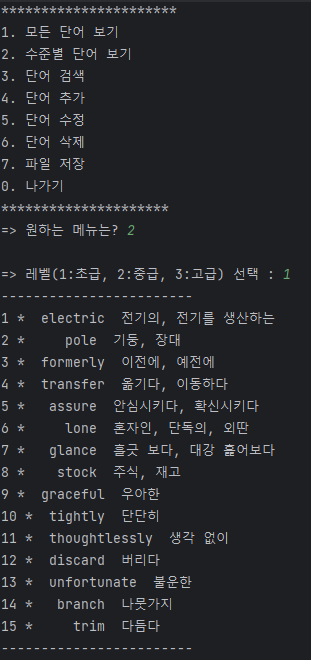 **********************
1. 모든 단어 보기
2. 수준별 단어 보기
3. 단어 검색
4. 단어 추가
5. 단어 수정
6. 단어 삭제
7. 파일 저장
0. 나가기
*********************
=> 원하는 메뉴는? 2
=> 레벨(1:초급, 2:중급, 3:고급) 선택 : 1
------------------------
1 *  electric  전기의, 전기를 생산하는
2 *     pole  기둥, 장대
3 *  formerly  이전에, 예전에
4 *  transfer  옮기다, 이동하다
5 *   assure  안심시키다, 확신시키다
6 *     lone  혼자인, 단독의, 외딴
7 *   glance  흘긋 보다, 대강 훑어보다
8 *    stock  주식, 재고
9 *  graceful  우아한
10 *  tightly  단단히
11 *  thoughtlessly  생각 없이
12 *  discard  버리다
13 *  unfortunate  불운한
14 *   branch  나뭇가지
15 *     trim  다듬다
------------------------